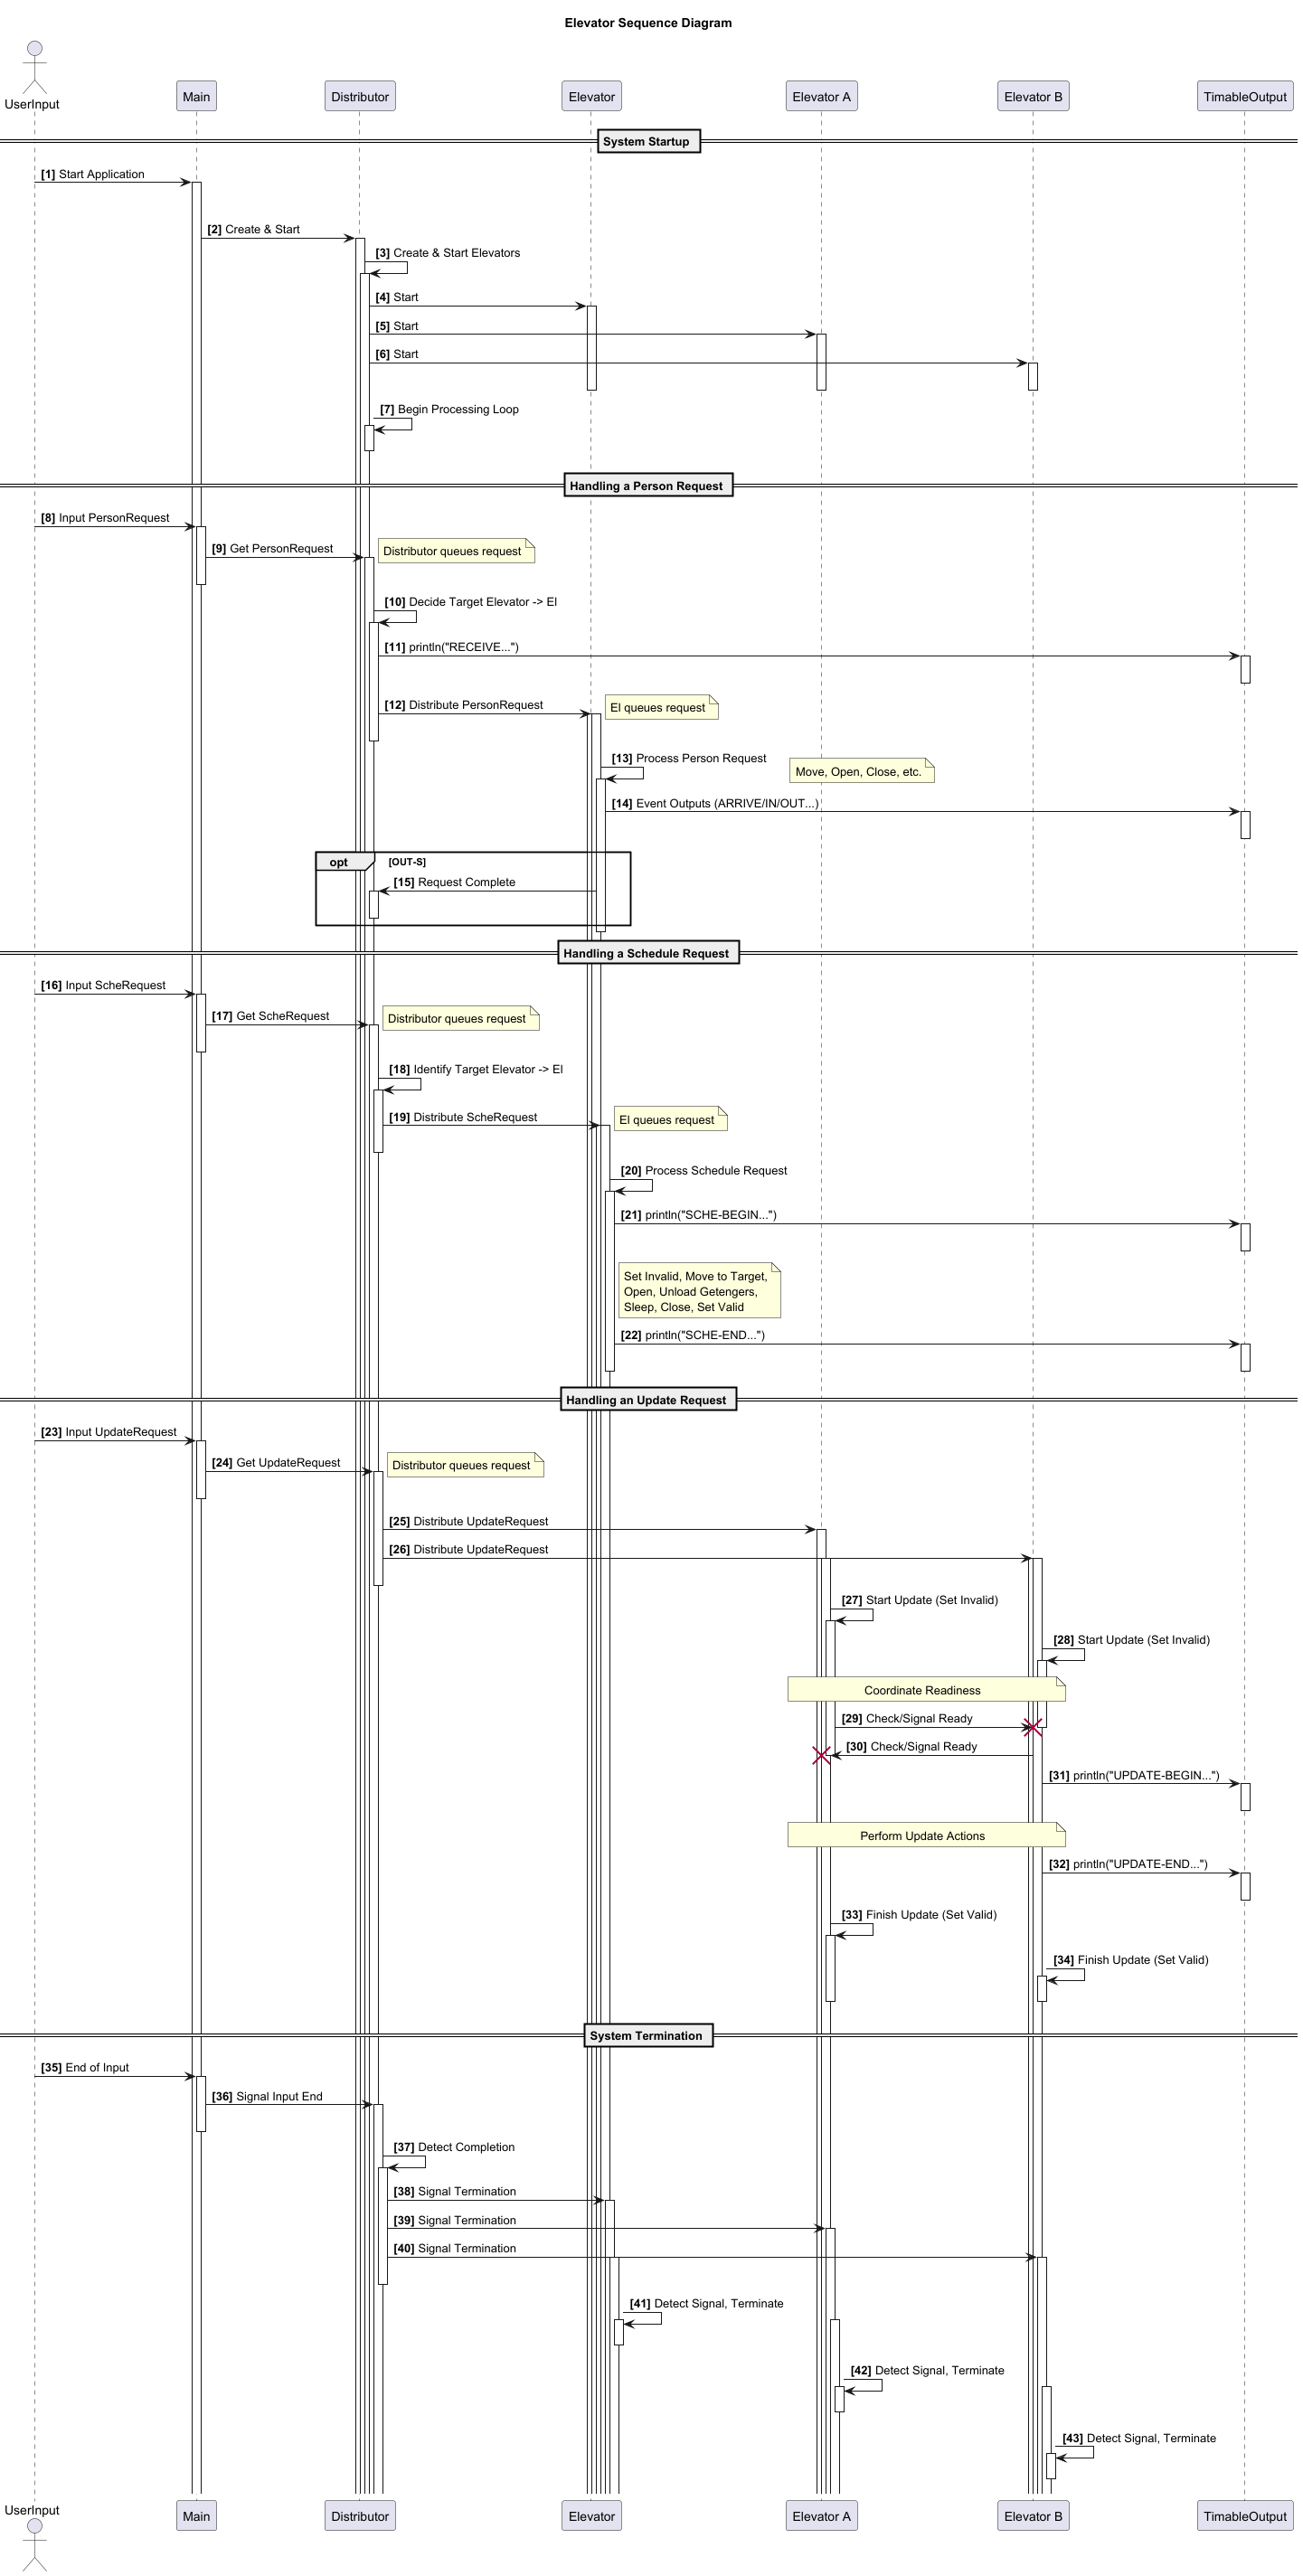 Elevator Sequence Diagram
UserInput
Main
Distributor
Elevator
Elevator A
Elevator B
TimableOutput
System Startup
[1] Start Application
[2] Create & Start
[3] Create & Start Elevators
[4] Start
[5] Start
[6] Start
[7] Begin Processing Loop
Handling a Person Request
[8] Input PersonRequest
[9] Get PersonRequest
Distributor queues request
[10] Decide Target Elevator -> El
[11] println("RECEIVE...")
[12] Distribute PersonRequest
El queues request
[13] Process Person Request
Move, Open, Close, etc.
[14] Event Outputs (ARRIVE/IN/OUT...)
opt [OUT-S]
[15] Request Complete
Handling a Schedule Request
[16] Input ScheRequest
[17] Get ScheRequest
Distributor queues request
[18] Identify Target Elevator -> El
[19] Distribute ScheRequest
El queues request
[20] Process Schedule Request
[21] println("SCHE-BEGIN...")
Set Invalid, Move to Target,
Open, Unload Getengers,
Sleep, Close, Set Valid
[22] println("SCHE-END...")
Handling an Update Request
[23] Input UpdateRequest
[24] Get UpdateRequest
Distributor queues request
[25] Distribute UpdateRequest
[26] Distribute UpdateRequest
[27] Start Update (Set Invalid)
[28] Start Update (Set Invalid)
Coordinate Readiness
[29] Check/Signal Ready
[30] Check/Signal Ready
[31] println("UPDATE-BEGIN...")
Perform Update Actions
[32] println("UPDATE-END...")
[33] Finish Update (Set Valid)
[34] Finish Update (Set Valid)
System Termination
[35] End of Input
[36] Signal Input End
[37] Detect Completion
[38] Signal Termination
[39] Signal Termination
[40] Signal Termination
[41] Detect Signal, Terminate
[42] Detect Signal, Terminate
[43] Detect Signal, Terminate
UserInput
Main
Distributor
Elevator
Elevator A
Elevator B
TimableOutput